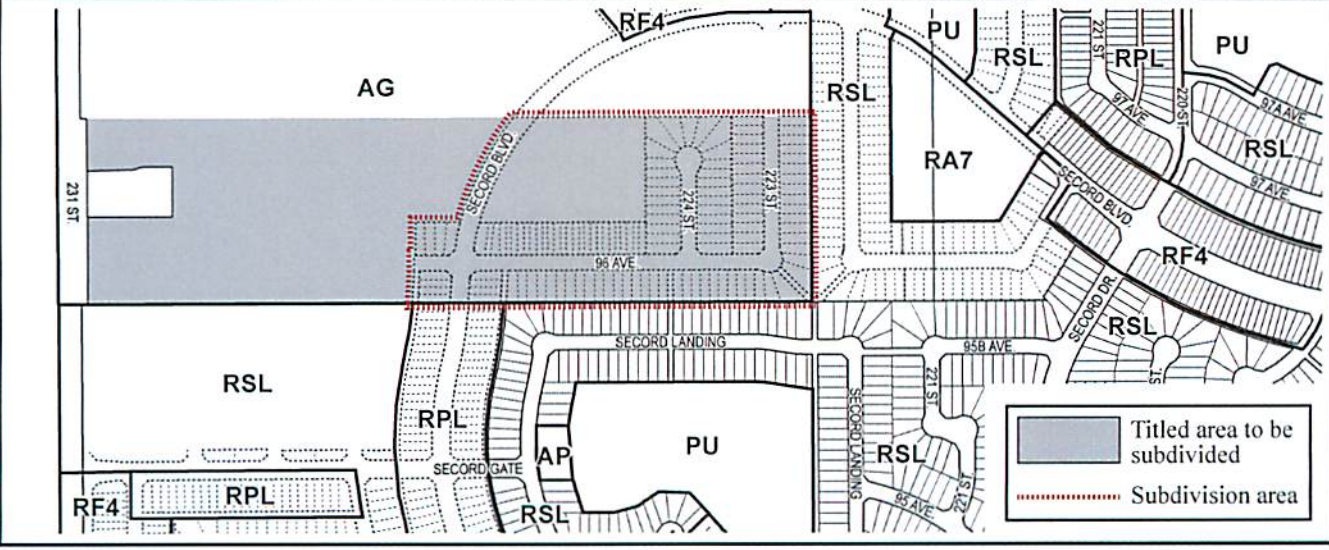 RF4
PU
221 ST
RPL
PU
RSL
AG
RSL
97 AVE.
220 ST.
97A AVE.
RSL
RA7
97 AVE.
SECORD BLVD
231 ST.
224 ST.
223 ST.
SECORD BLVD.
96 AVE.
RF4
SECORD DR.
RSL
SECORD LANDING
95B AVE.
RSL
221 ST
SECORD LANDING
RPL
AP
PU
RSL
SECORD GATE
RF4
RPL
RSL
95 AVE.
221 ST.
Titled area to be
subdivided
Subdivision area